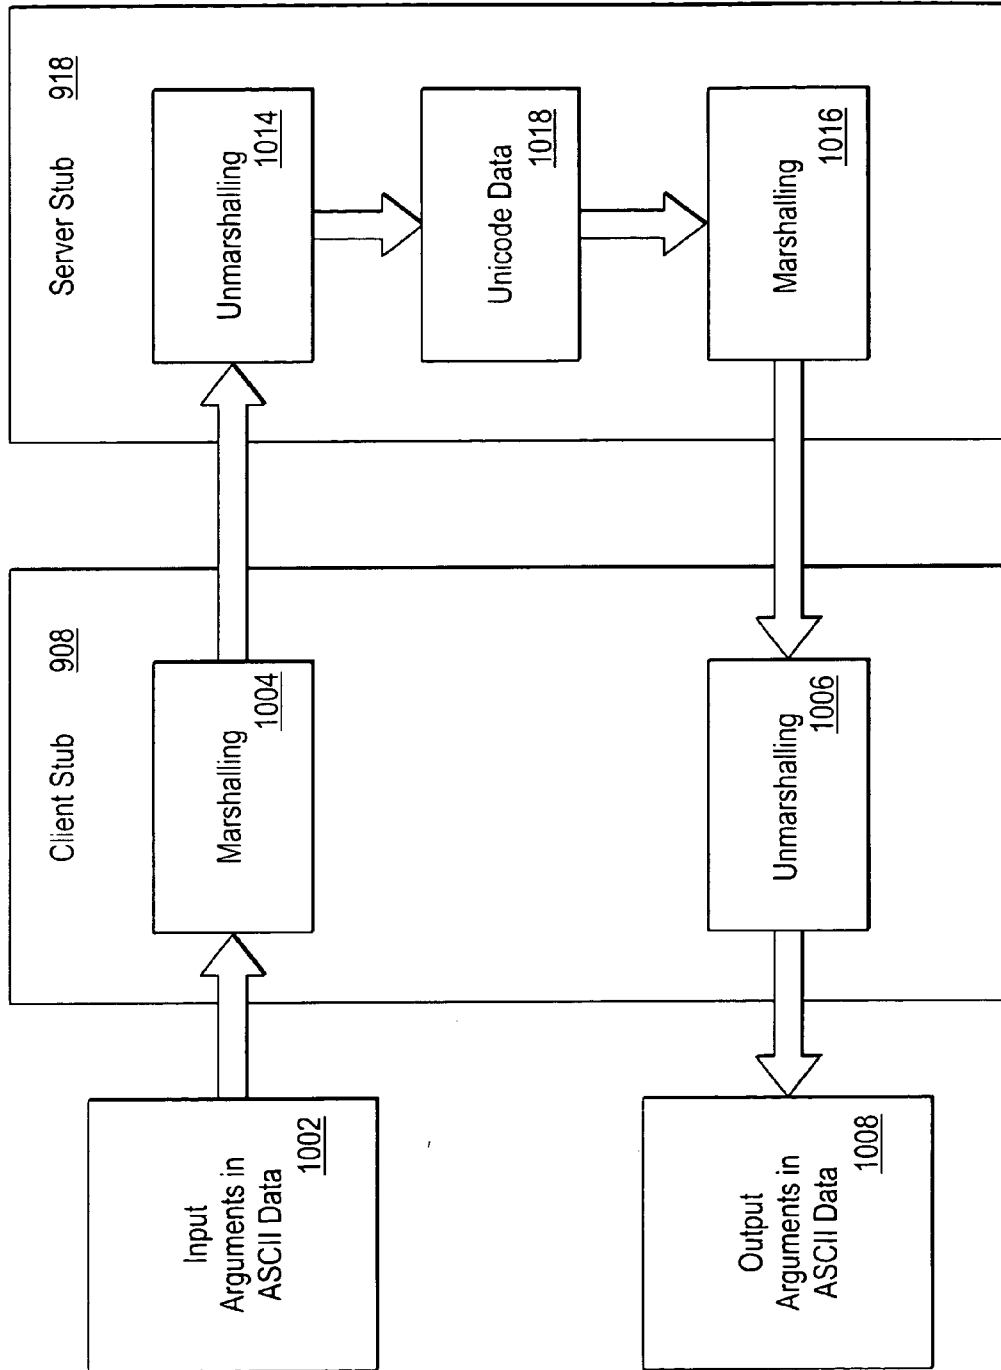 Client Stub
908
Server Stub
918
Input
Arguments in
ASCII Data
1002
Marshalling
1004
Unmarshalling
1014
Unicode Data
1018
Output
Arguments in
ASCII Data
1008
Unmarshalling
1006
Marshalling
1016